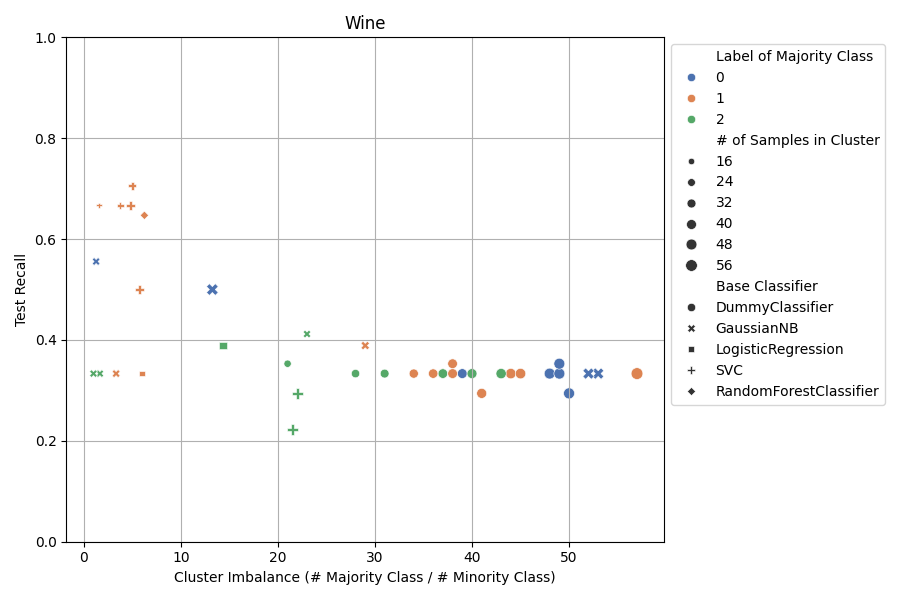 Wine
1.0
0.8
0.6
0.4
0.2
0.0
Test Recall
0 10 20 30 40 50
Cluster Imbalance (# Majority Class / # Minority Class)
Label of Majority Class
0
1
2
# of Samples in Cluster
16
24
32
40
48
56
Base Classifier
DummyClassifier
GaussianNB
LogisticRegression
SVC
RandomForestClassifier